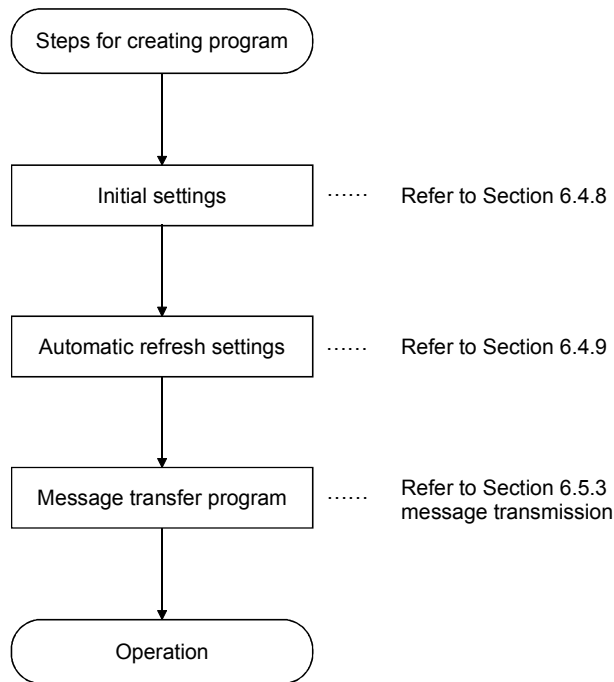 Steps for creating program
Initial settings
...... Refer to Section 6.4.8
Automatic refresh settings
...... Refer to Section 6.4.9
Message transfer program
...... Refer to Section 6.5.3
message transmission
Operation